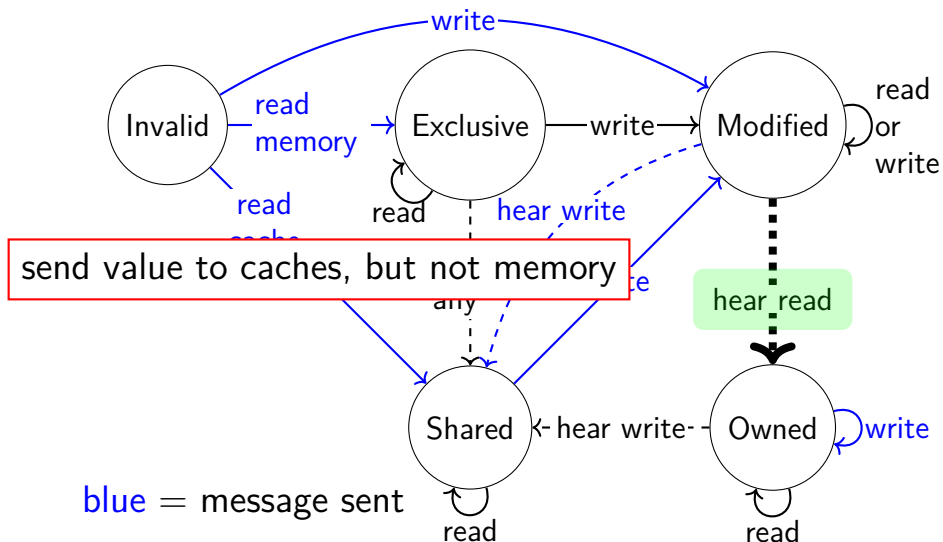 write
Invalid
read
memory
Exclusive
write
Modified
read
or
write
read
read
hear write
send value to caches, but not memory
any
hear read
Shared
hear write
Owned
write
blue = message sent
read
read